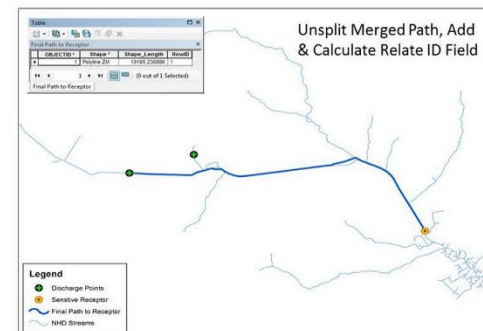 Unsplit Merged Path, Add
& Calculate Relate ID Field
Table
Final Path to Receptor
OBJECTID * Shape * Shape_Length RowID
1 Polyline ZM 19185.236886 1
1 (0 out of 1 Selected)
Final Path to Receptor
Legend
Discharge Points
Senstive Receptor
Final Path to Receptor
NHD Streams